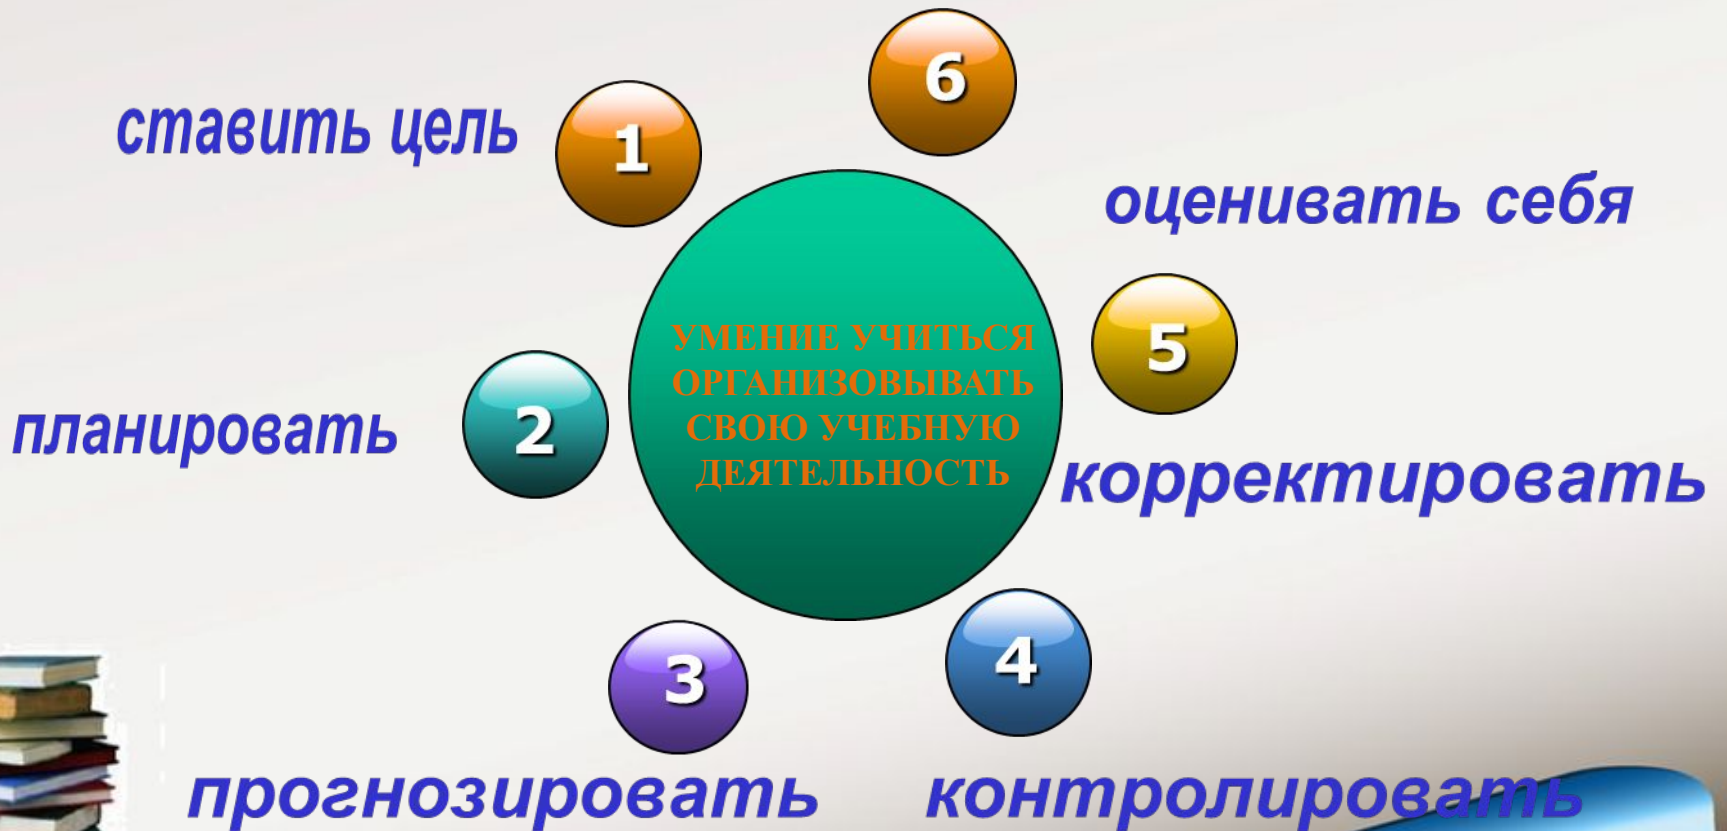 6
ставить цель
1
оценивать себя
УМЕНИЕ УЧИТЬСЯ
ОРГАНИЗОВЫВАТЬ
СВОЮ УЧЕБНУЮ
ДЕЯТЕЛЬНОСТЬ
5
планировать
2
корректировать
3
4
прогнозировать
контролировать